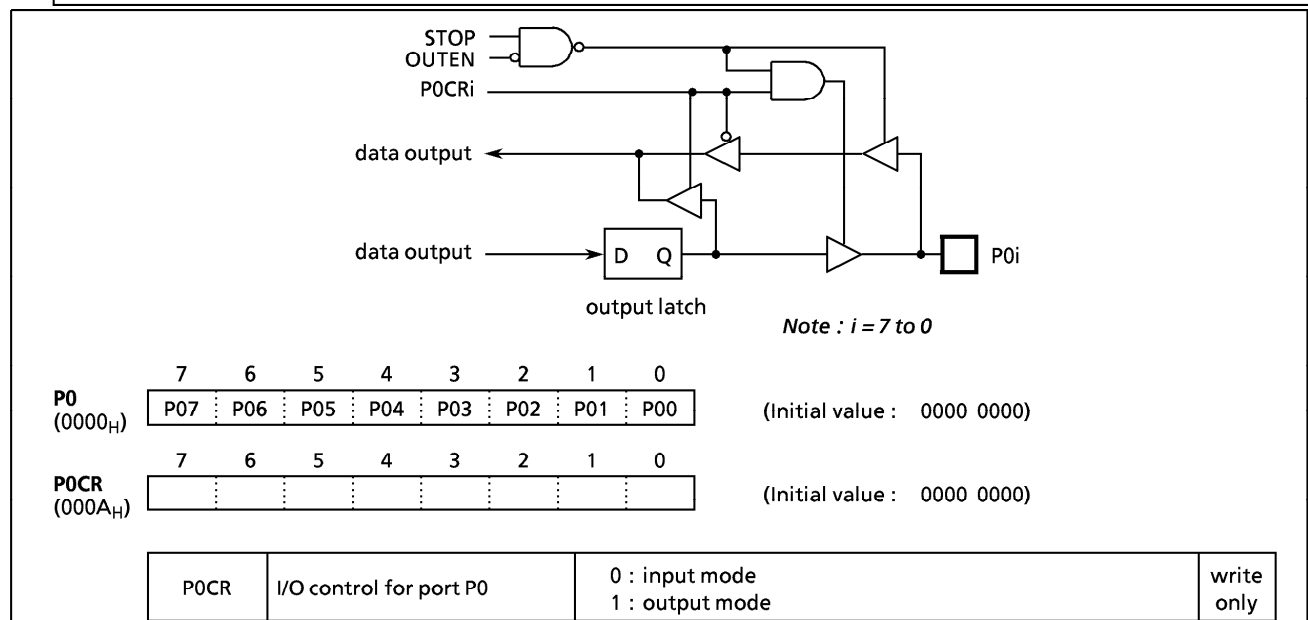 STOP
OUTEN
P0CRi
data output
data output
D Q
P0i
output latch
Note : i = 7 to 0
7 6 5 4 3 2 1 0
P0
(0000H)
P07 P06 P05 P04 P03 P02 P01 P00
(Initial value : 0000 0000)
7 6 5 4 3 2 1 0
P0CR
(000AH)
(Initial value : 0000 0000)
P0CR
I/O control for port P0
0 : input mode
1 : output mode
write
only